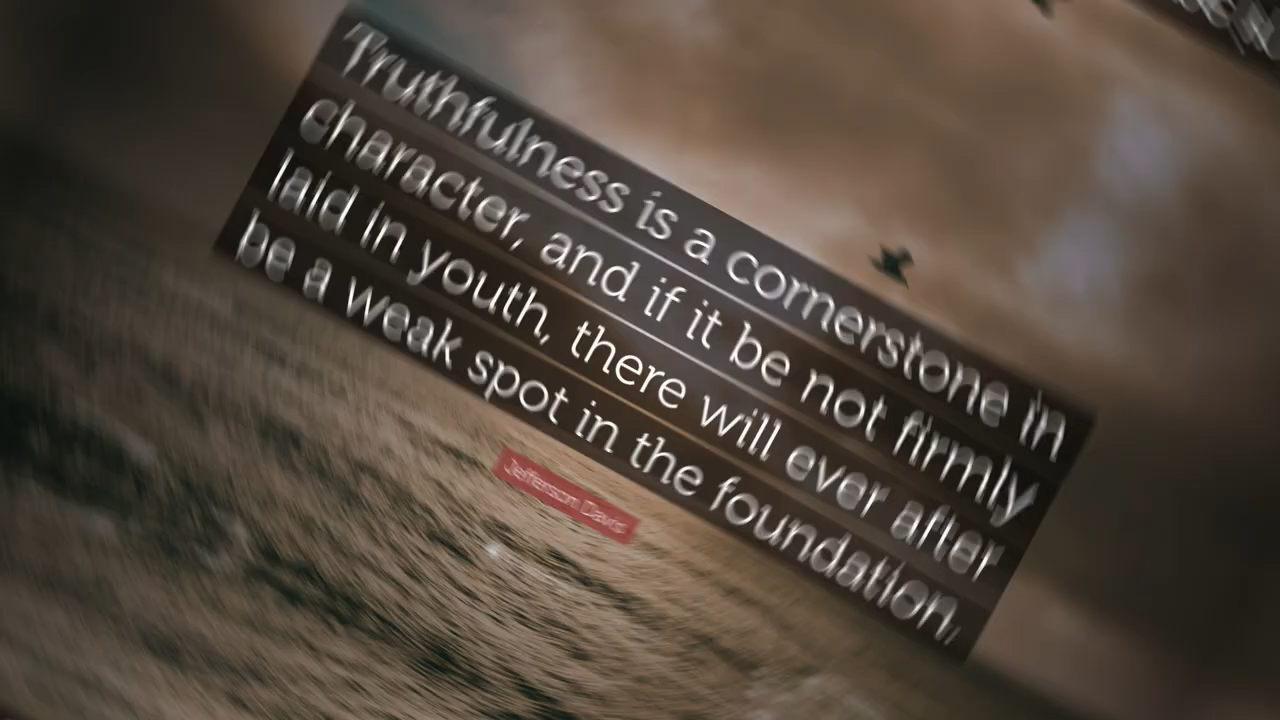 Truthfulness is a cornerstone in
character, and if it be not firmly
laid in youth, there will ever after
be a weak spot in the foundation,
Jefferson Davis